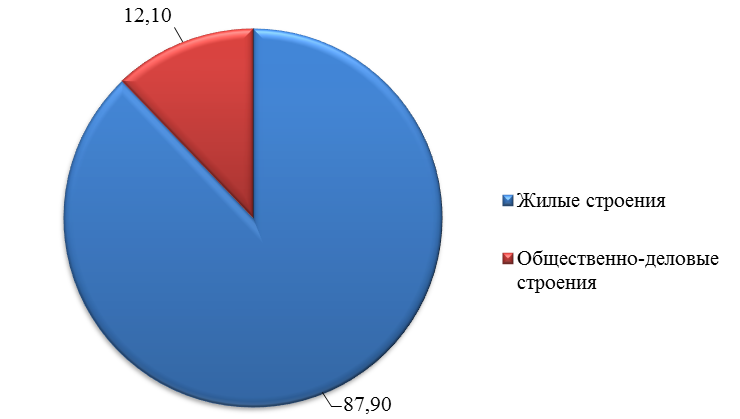 12,10
Жилые строения
Общественно-деловые
строения
87,90